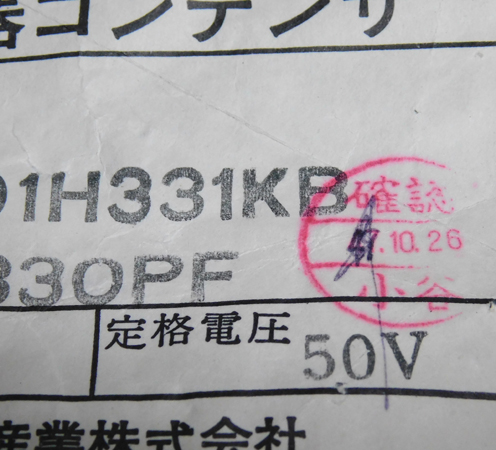 器コンデンサ
01H331KB
確認
.10.26
小谷
330PF
定格電圧 50V
産業株式会社